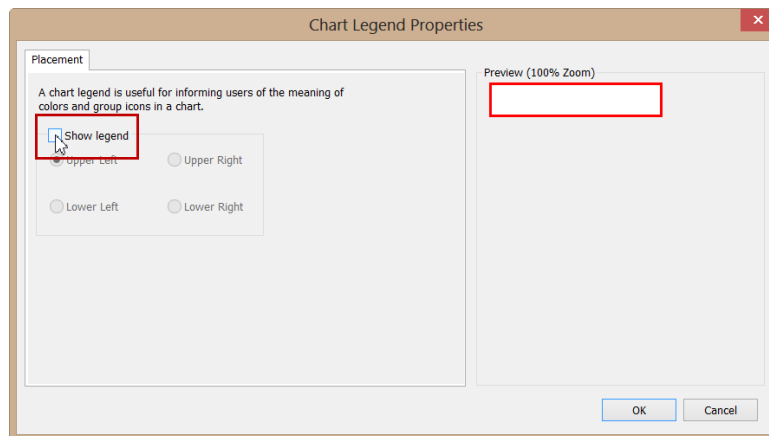 Chart Legend Properties
Placement
A chart legend is useful for informing users of the meaning of
colors and group icons in a chart.
Show legend
Upper Left
Upper Right
Lower Left
Lower Right
Preview (100% Zoom)
OK
Cancel